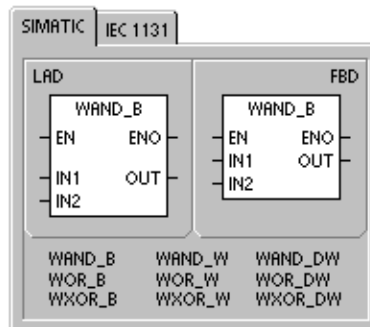 SIMATIC IEC 1131
LAD FBD
WAND_B WAND_B
EN ENO EN ENO
IN1 OUT IN1 OUT
IN2 IN2
WAND_B WAND_W WAND_DW
WOR_B WOR_W WOR_DW
WXOR_B WXOR_W WXOR_DW